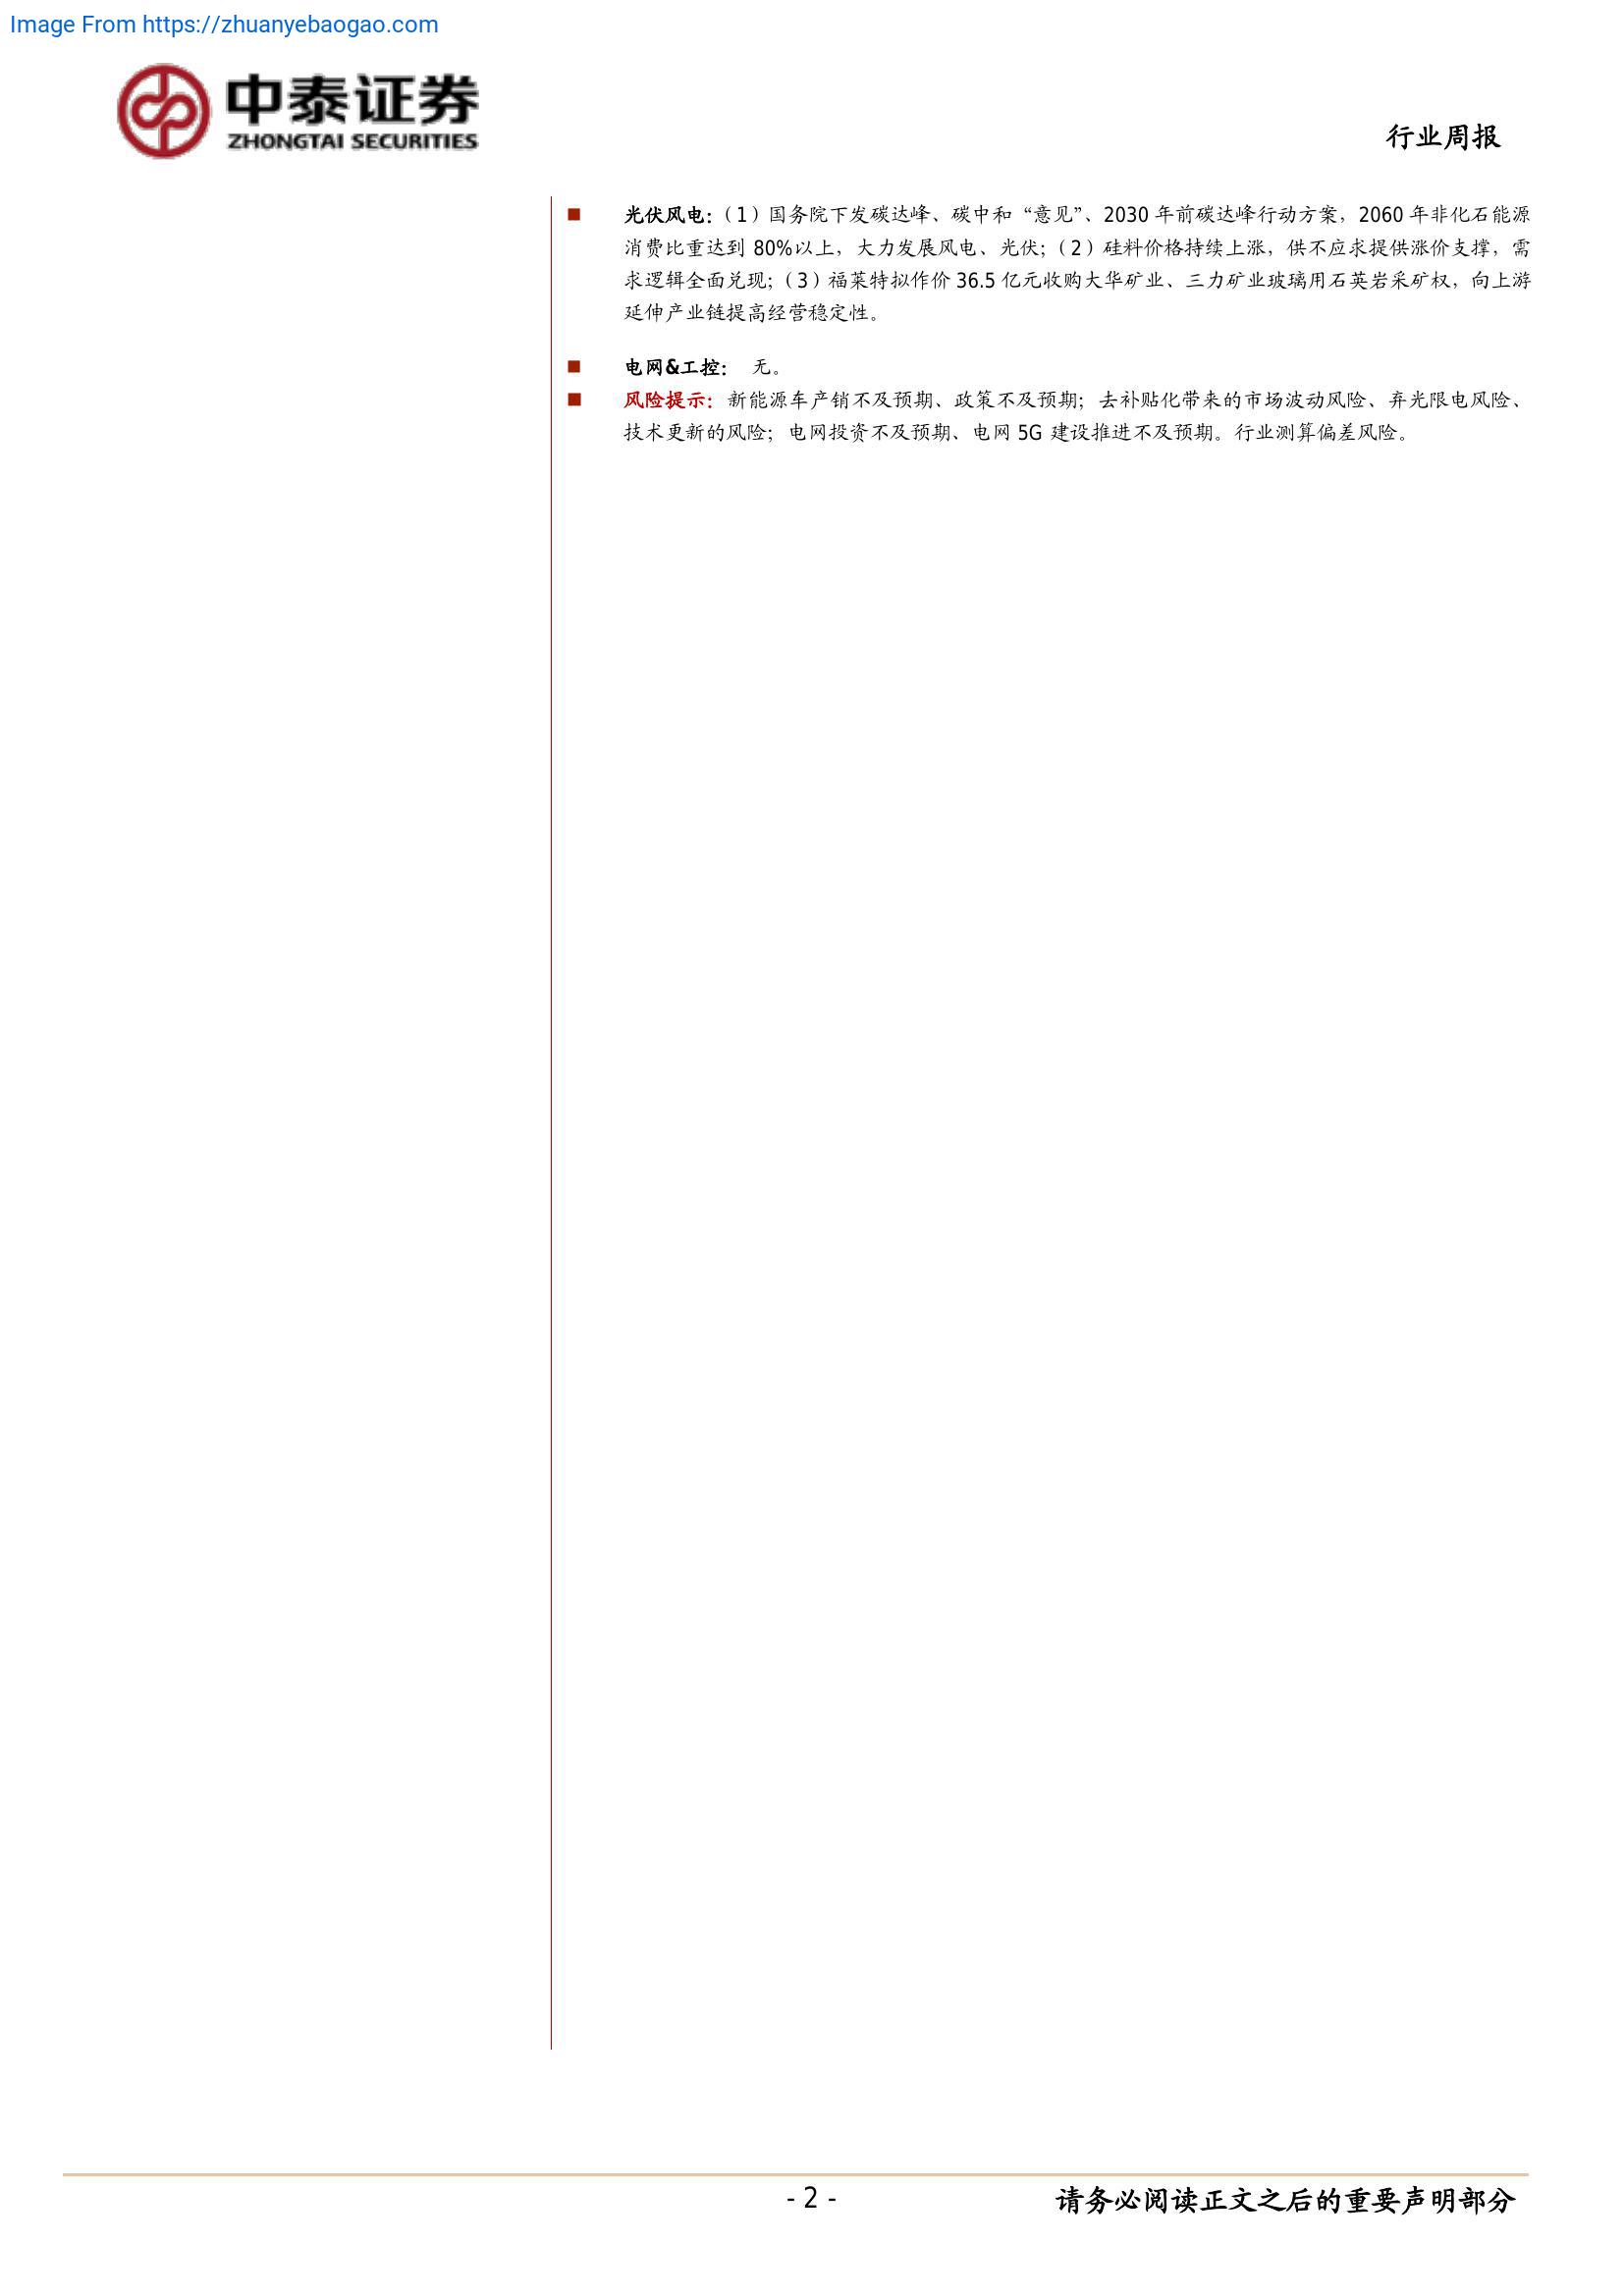 Image From https://zhuanyebaogao.com
中泰证券
ZHONGTAI SECURITIES
行业周报
■ 光伏风电：（1）国务院下发碳达峰、碳中和“意见”、2030 年前碳达峰行动方案，2060 年非化石能源
消费比重达到 80%以上，大力发展风电、光伏；（2）硅料价格持续上涨，供不应求提供涨价支撑，需
求逻辑全面兑现；（3）福莱特拟作价 36.5 亿元收购大华矿业、三力矿业玻璃用石英岩采矿权，向上游
延伸产业链提高经营稳定性。
■ 电网&工控： 无。
■ 风险提示：新能源车产销不及预期、政策不及预期；去补贴化带来的市场波动风险、弃光限电风险、
技术更新的风险；电网投资不及预期、电网 5G 建设推进不及预期。行业测算偏差风险。
- 2 -
请务必阅读正文之后的重要声明部分